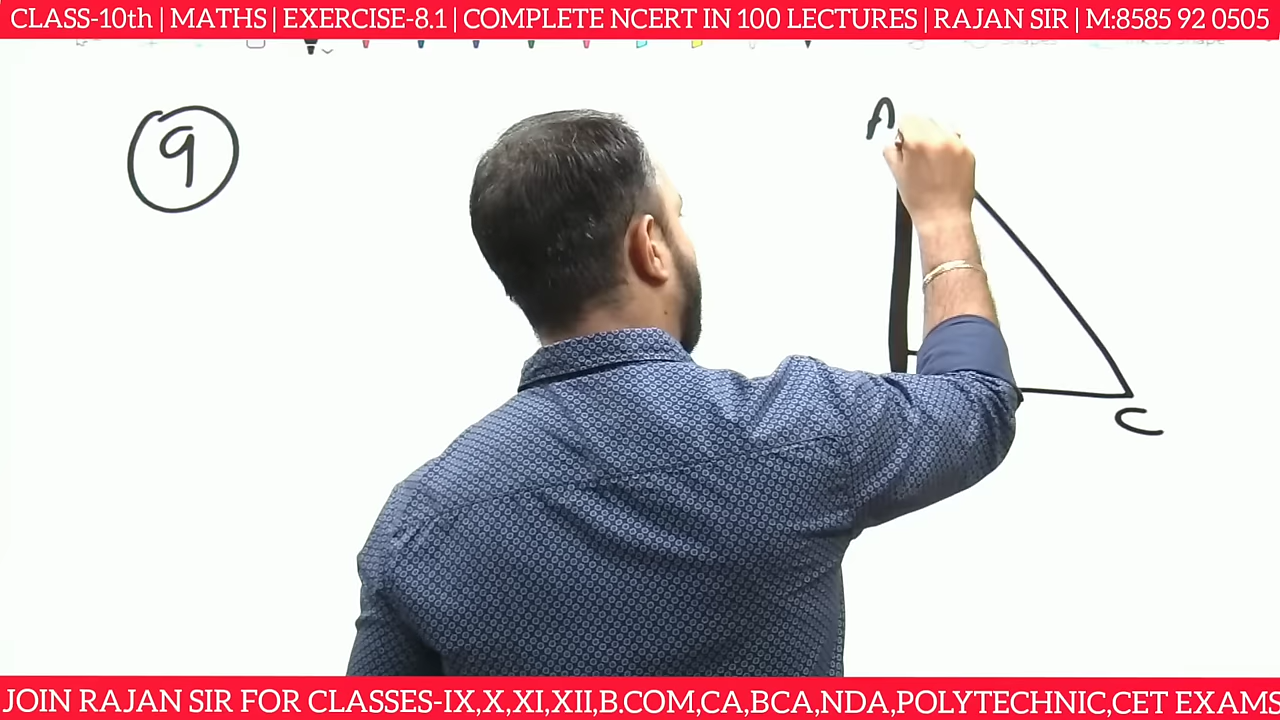 CLASS-10th | MATHS | EXERCISE-8.1 | COMPLETE NCERT IN 100 LECTURES | RAJAN SIR | M:8585 92 0505
9
A
C
JOIN RAJAN SIR FOR CLASSES-IX,X,XI,XII,B.COM,CA,BCA,NDA,POLYTECHNIC,CET EXAMS